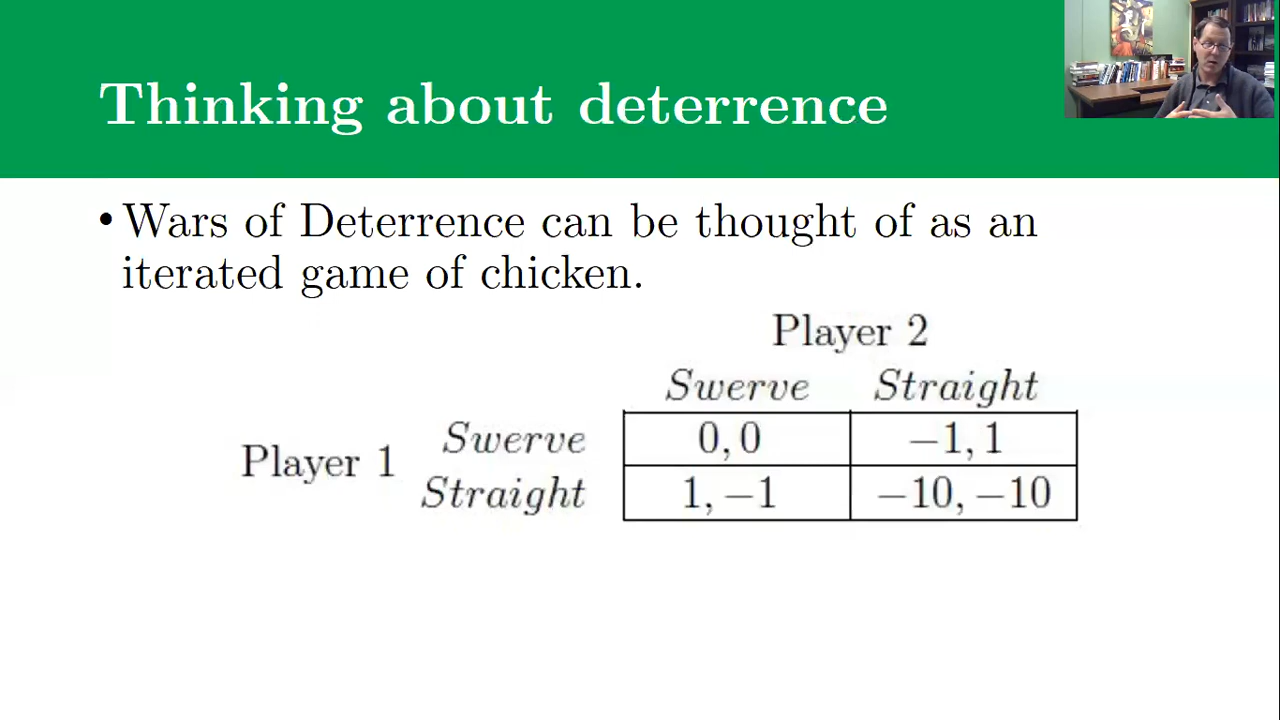 Thinking about deterrence
• Wars of Deterrence can be thought of as an
iterated game of chicken.
Player 2
Swerve Straight
Player 1
Swerve 0, 0 −1, 1
Straight 1, −1 −10, −10